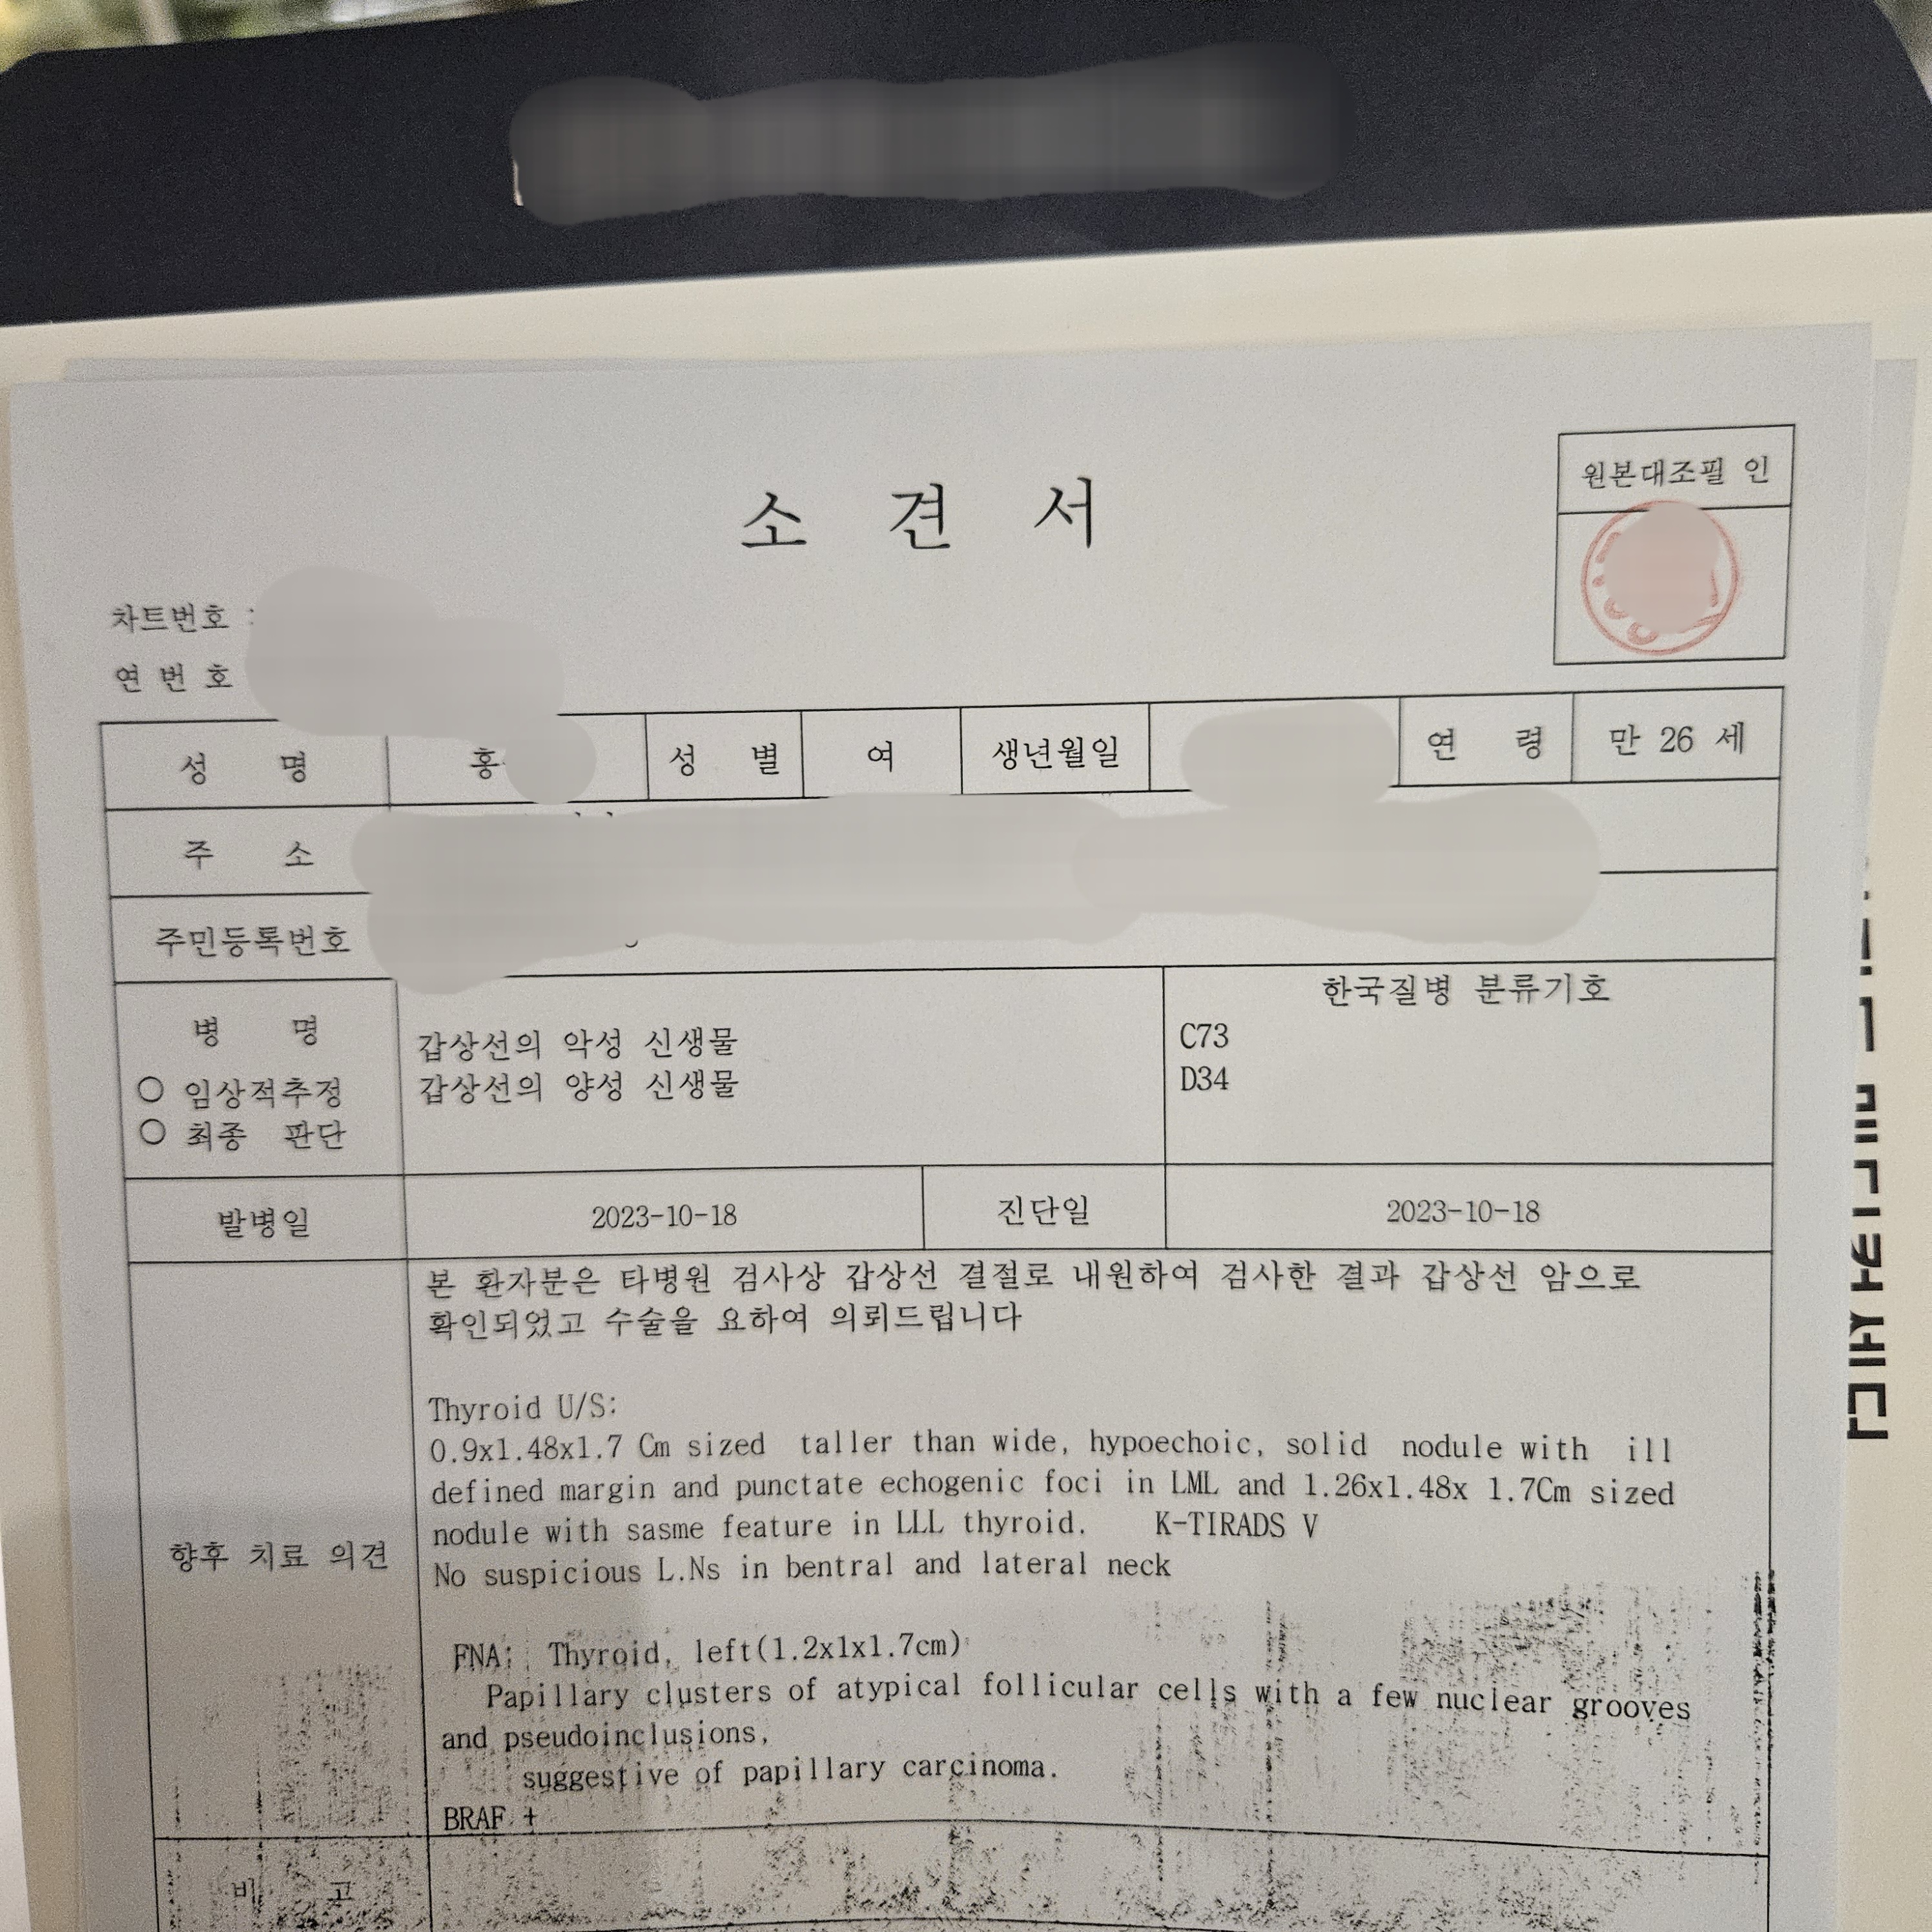 소 견 서
원본대조필 인
차트번호 :
연 번 호
성 명 홍 성 별 여 생년월일 연 령 만 26 세
주 소
주민등록번호
병 명
○ 임상적추정
○ 최종 판단
갑상선의 악성 신생물
갑상선의 양성 신생물
한국질병 분류기호
C73
D34
발병일 2023-10-18 진단일 2023-10-18
향후 치료 의견
본 환자분은 타병원 검사상 갑상선 결절로 내원하여 검사한 결과 갑상선 암으로
확인되었고 수술을 요하여 의뢰드립니다
Thyroid U/S:
0.9x1.48x1.7 Cm sized taller than wide, hypoechoic, solid nodule with ill
defined margin and punctate echogenic foci in LML and 1.26x1.48x 1.7Cm sized
nodule with sasme feature in LLL thyroid. K-TIRADS V
No suspicious L.Ns in bentral and lateral neck
FNA: Thyroid, left(1.2x1x1.7cm)
Papillary clusters of atypical follicular cells with a few nuclear grooves
and pseudoinclusions,
suggestive of papillary carcinoma.
BRAF +
비 고